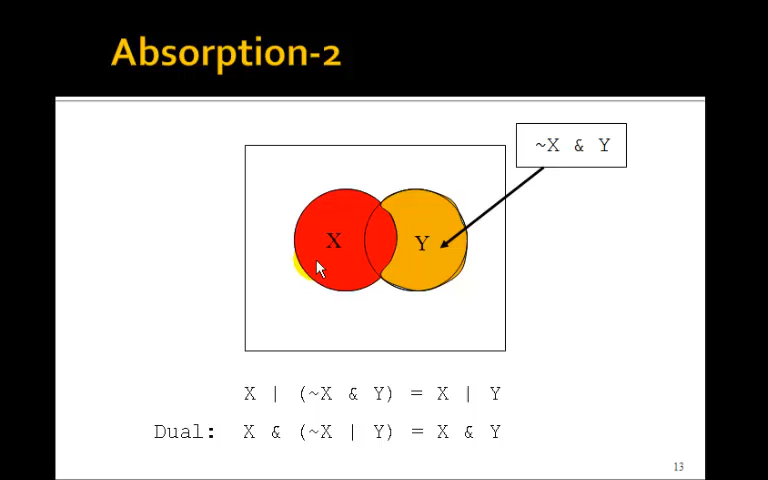 Absorption-2
~X & Y
X
Y
X | (~X & Y) = X | Y
Dual: X & (~X | Y) = X & Y
13